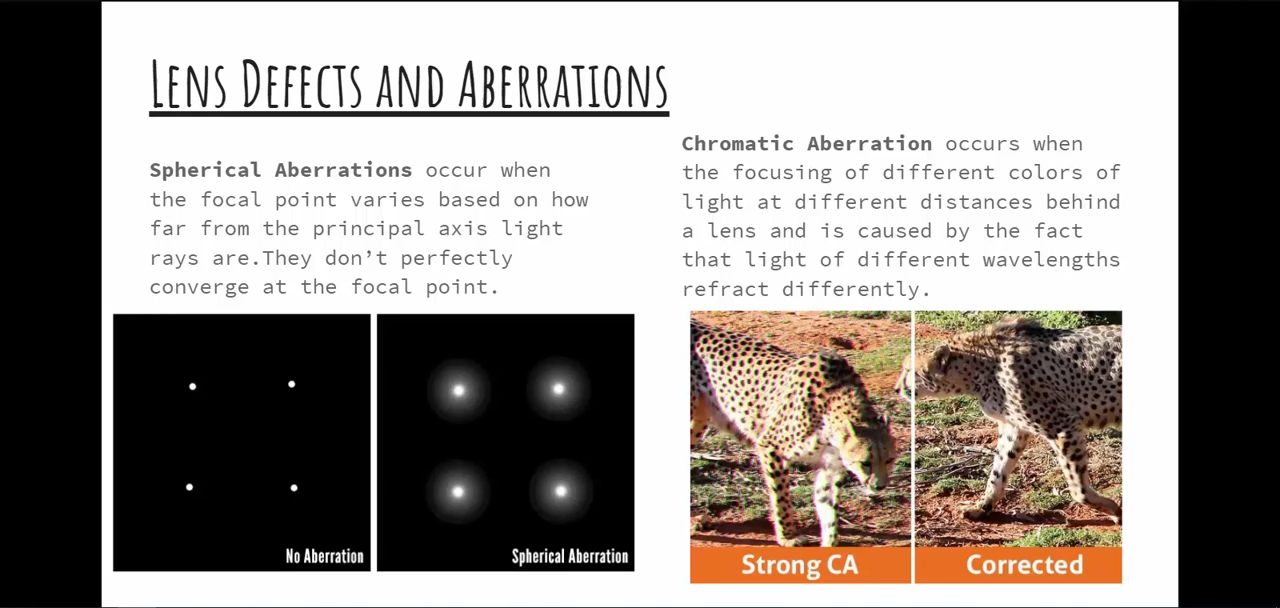 Lens Defects and Aberrations
Spherical Aberrations occur when
the focal point varies based on how
far from the principal axis light
rays are.They don’t perfectly
converge at the focal point.
No Aberration
Spherical Aberration
Chromatic Aberration occurs when
the focusing of different colors of
light at different distances behind
a lens and is caused by the fact
that light of different wavelengths
refract differently.
Strong CA
Corrected